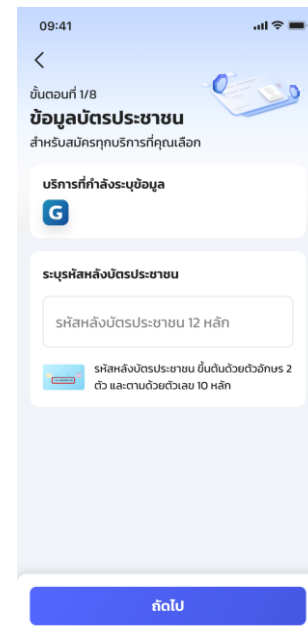 09:41
ขั้นตอนที่ 1/8
ข้อมูลบัตรประชาชน
สำหรับสมัครทุกบริการที่คุณเลือก
บริการที่กำลังระบุข้อมูล
G
ระบุรหัสหลังบัตรประชาชน
รหัสหลังบัตรประชาชน 12 หลัก
รหัสหลังบัตรประชาชน ขึ้นต้นด้วยตัวอักษร 2
ตัว และตามด้วยตัวเลข 10 หลัก
ถัดไป